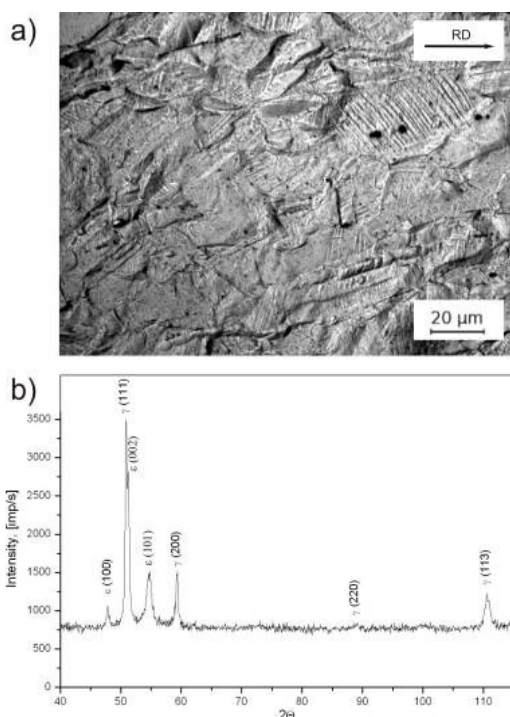 a)
RD
20 µm
b)
Intensity, [imp/s]
3500
3000
2500
2000
1500
1000
500
0
ε (100)
γ (111)
ε (002)
ε (101)
γ (200)
γ (220)
γ (113)
40 50 60 70 80 90 100 110
2Θ